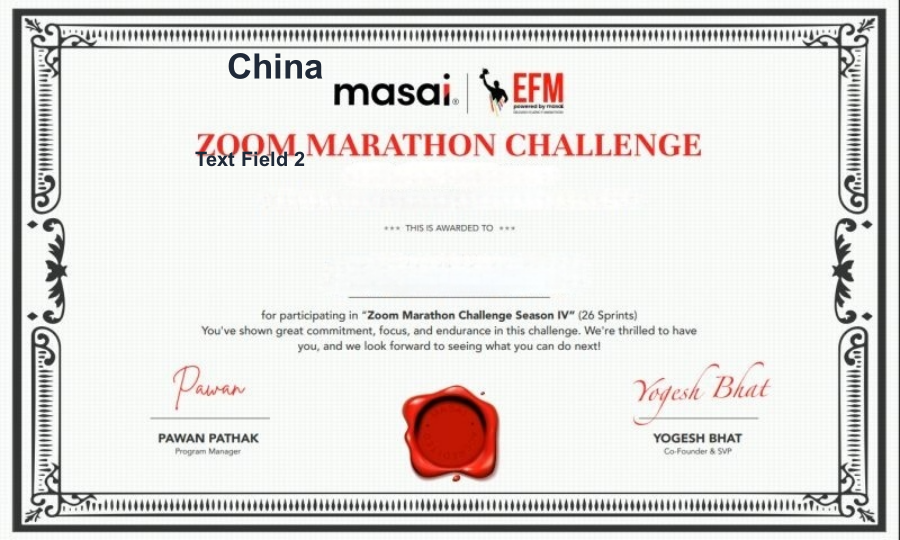 China
masai®
EFM
powered by masai
ZOOM MARATHON CHALLENGE
Text Field 2
*** THIS IS AWARDED TO ***
for participating in "Zoom Marathon Challenge Season IV" (26 Sprints)
You've shown great commitment, focus, and endurance in this challenge. We're thrilled to have
you, and we look forward to seeing what you can do next!
Pawan
Yogesh Bhat
PAWAN PATHAK
YOGESH BHAT
Program Manager
Co-Founder & SVP